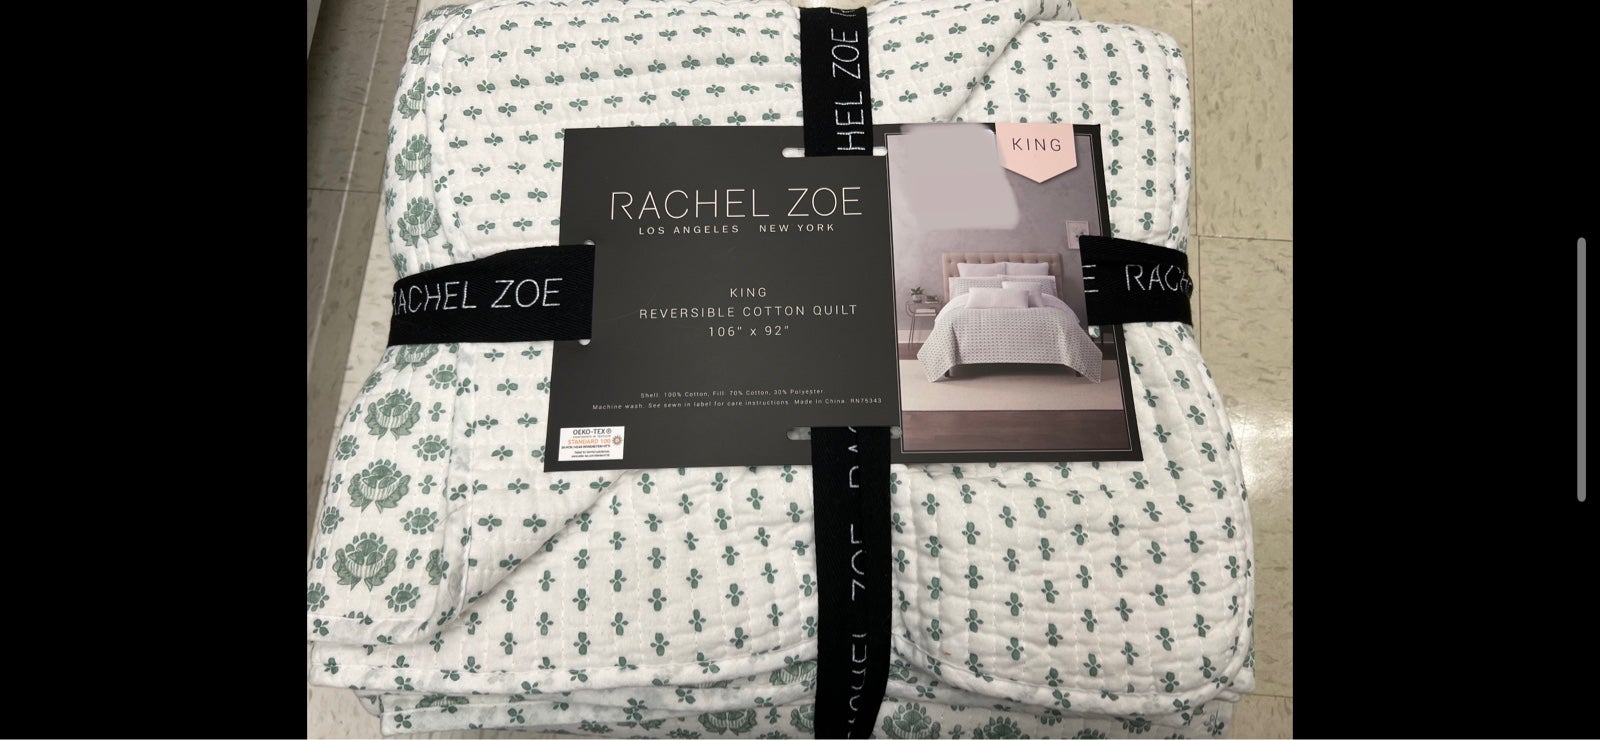 HEL ZOE
KING
RACHEL ZOE
LOS ANGELES NEW YORK
RACHEL ZOE
E RACH
KING
REVERSIBLE COTTON QUILT
106" x 92"
Shell: 100% Cotton, Fill: 70% Cotton, 30% Polyester
Machine wash. See sewn in label for care instructions. Made in China. RN75343
OEKO-TEX®
STANDARD 100
ZOE